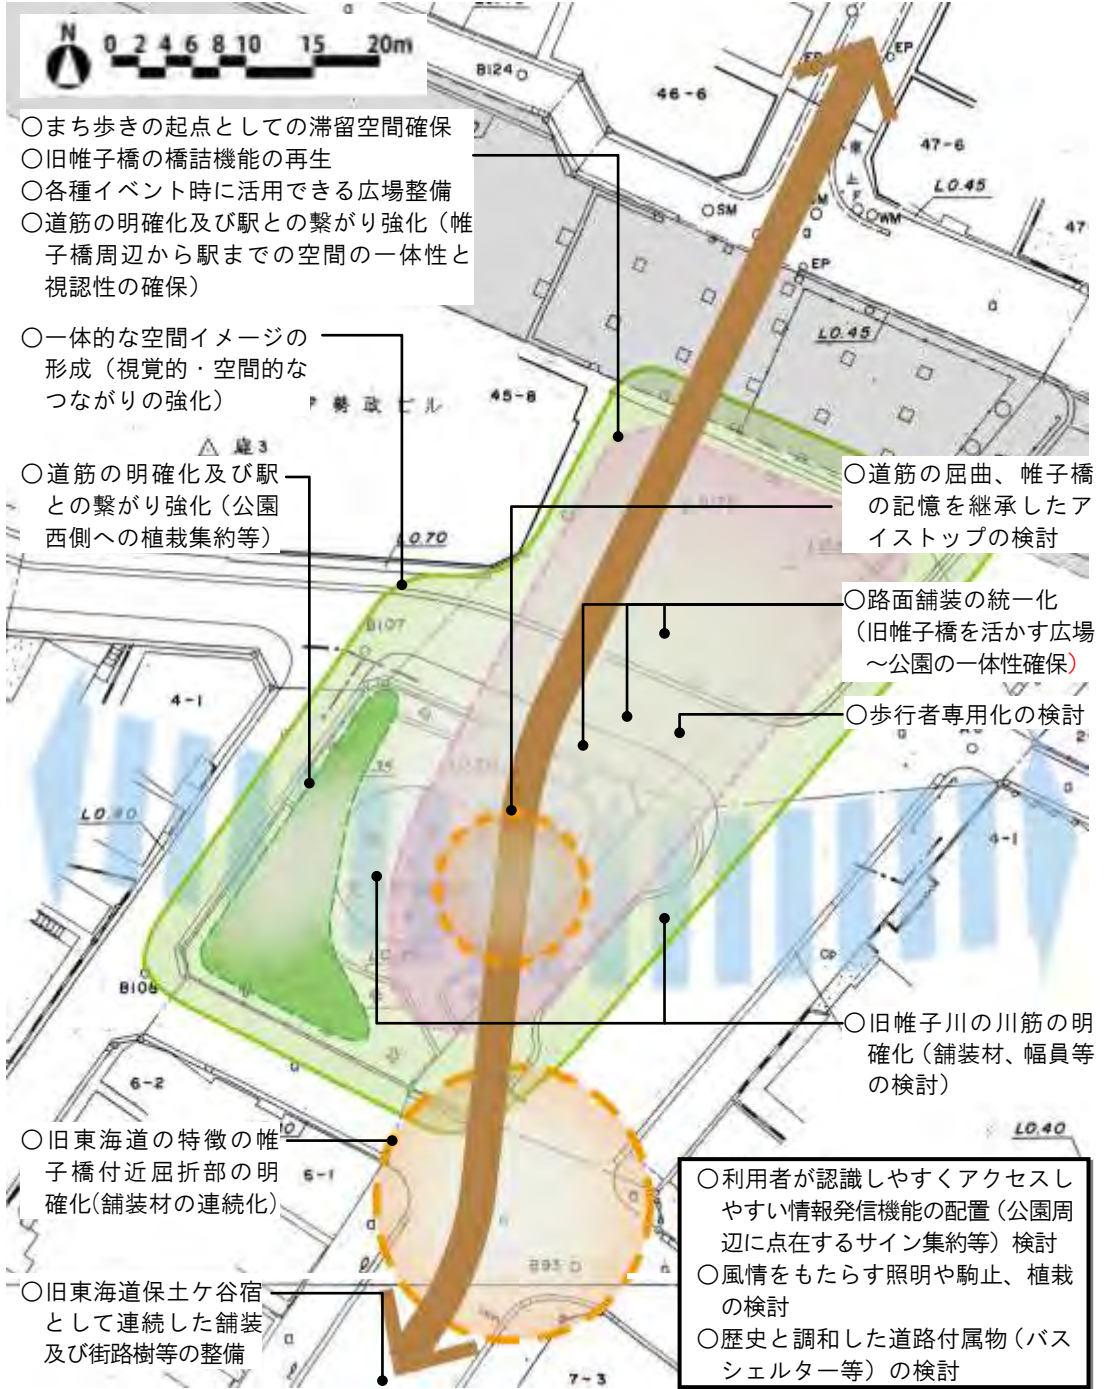 N
0 2 4 6 8 10 15 20m
○まち歩きの起点としての滞留空間確保
○旧帷子橋の橋詰機能の再生
○各種イベント時に活用できる広場整備
○道筋の明確化及び駅との繋がり強化（帷
子橋周辺から駅までの空間の一体性と
視認性の確保）
○一体的な空間イメージの
形成（視覚的・空間的な
つながりの強化）
○道筋の明確化及び駅
との繋がり強化（公園
西側への植栽集約等）
○道筋の屈曲、帷子橋
の記憶を継承したア
イストップの検討
○路面舗装の統一化
（旧帷子橋を活かす広場
～公園の一体性確保）
○歩行者専用化の検討
○旧帷子川の川筋の明
確化（舗装材、幅員等
の検討）
○旧東海道の特徴の帷
子橋付近屈折部の明
確化(舗装材の連続化)
○旧東海道保土ケ谷宿
として連続した舗装
及び街路樹等の整備
○利用者が認識しやすくアクセスし
やすい情報発信機能の配置（公園周
辺に点在するサイン集約等）検討
○風情をもたらす照明や駒止、植栽
の検討
○歴史と調和した道路付属物（バス
シェルター等）の検討
B124
46-6
EP
47-6
L0.45
SM
WM
47
EP
L0.45
勢政ビル
45-8
L0.70
B107
4-1
L0.80
4-1
B108
Cp
6-2
6-1
L0.40
B93
7-3